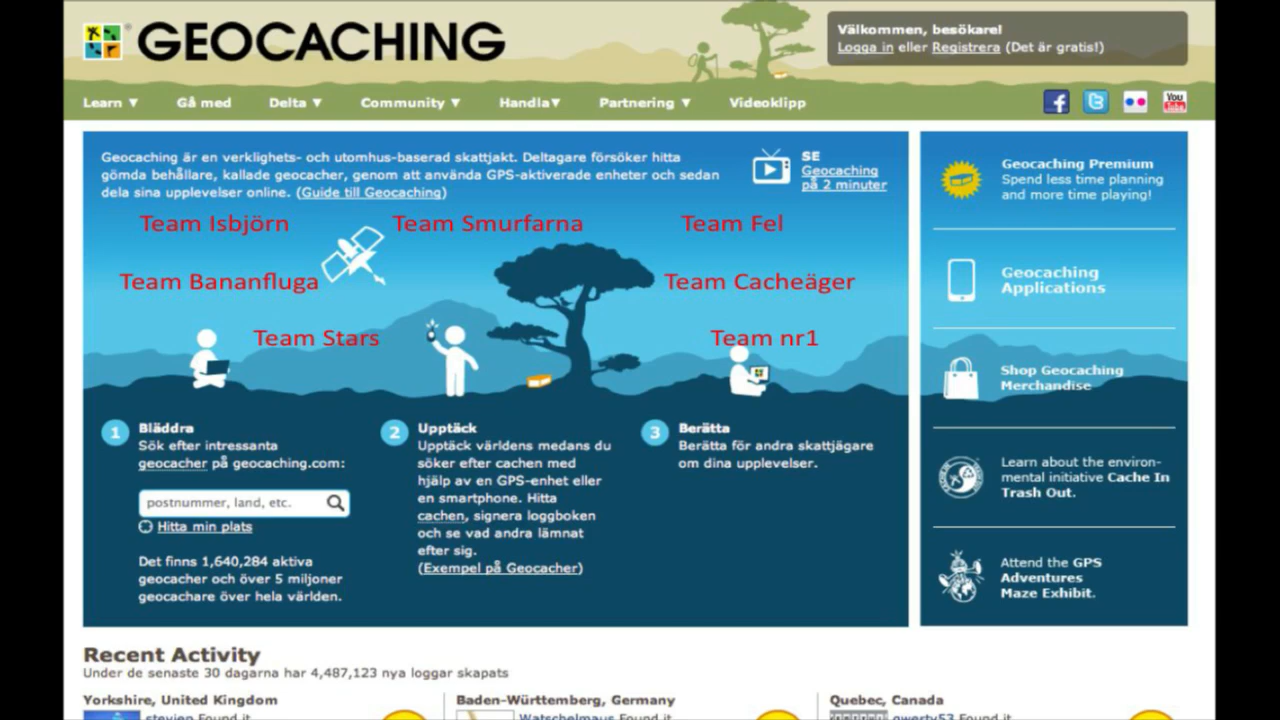 GEOCACHING
Välkommen, besökare!
Logga in eller Registrera (Det är gratis!)
Learn ▼ Gå med Delta ▼ Community ▼ Handla▼ Partnering ▼ Videoklipp
You Tube
Geocaching är en verklighets- och utomhus-baserad skattjakt. Deltagare försöker hitta
gömda behållare, kallade geocacher, genom att använda GPS-aktiverade enheter och sedan
dela sina upplevelser online. (Guide till Geocaching)
SE
Geocaching
på 2 minuter
Team Isbjörn Team Smurfarna Team Fel
Team Bananfluga Team Cacheäger
Team Stars Team nr1
1 Bläddra
Sök efter intressanta
geocacher på geocaching.com:
postnummer, land, etc.
Hitta min plats
Det finns 1,640,284 aktiva
geocacher och över 5 miljoner
geocachare över hela världen.
2 Upptäck
Upptäck världens medans du
söker efter cachen med
hjälp av en GPS-enhet eller
en smartphone. Hitta
cachen, signera loggboken
och se vad andra lämnat
efter sig.
(Exempel på Geocacher)
3 Berätta
Berätta för andra skattjägare
om dina upplevelser.
Geocaching Premium
Spend less time planning
and more time playing!
Geocaching
Applications
Shop Geocaching
Merchandise
Learn about the environ-
mental initiative Cache In
Trash Out.
Attend the GPS
Adventures
Maze Exhibit.
Recent Activity
Under de senaste 30 dagarna har 4,487,123 nya loggar skapats
Yorkshire, United Kingdom Baden-Württemberg, Germany Quebec, Canada
Found it Watschelmaus Found it qwerty53 Found it